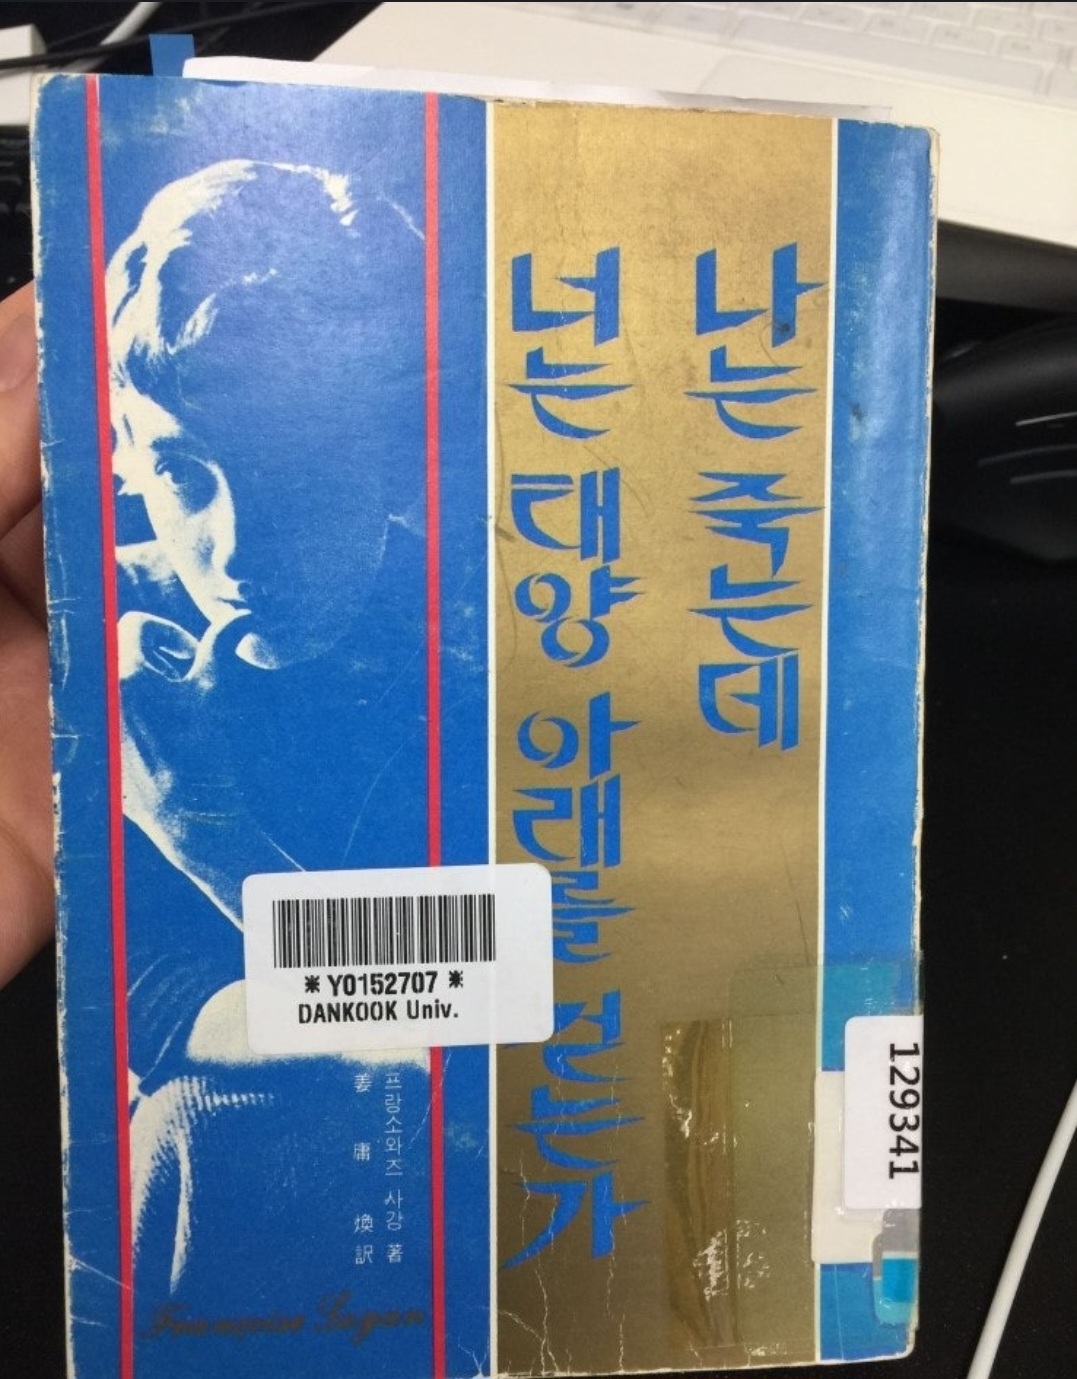 나는 죽는데
너는 태양 아래를 걷는가
프랑소와즈 사강 著
姜 庸 煥 訳
Françoise Sagan
* Y0152707 *
DANKOOK Univ.
129341